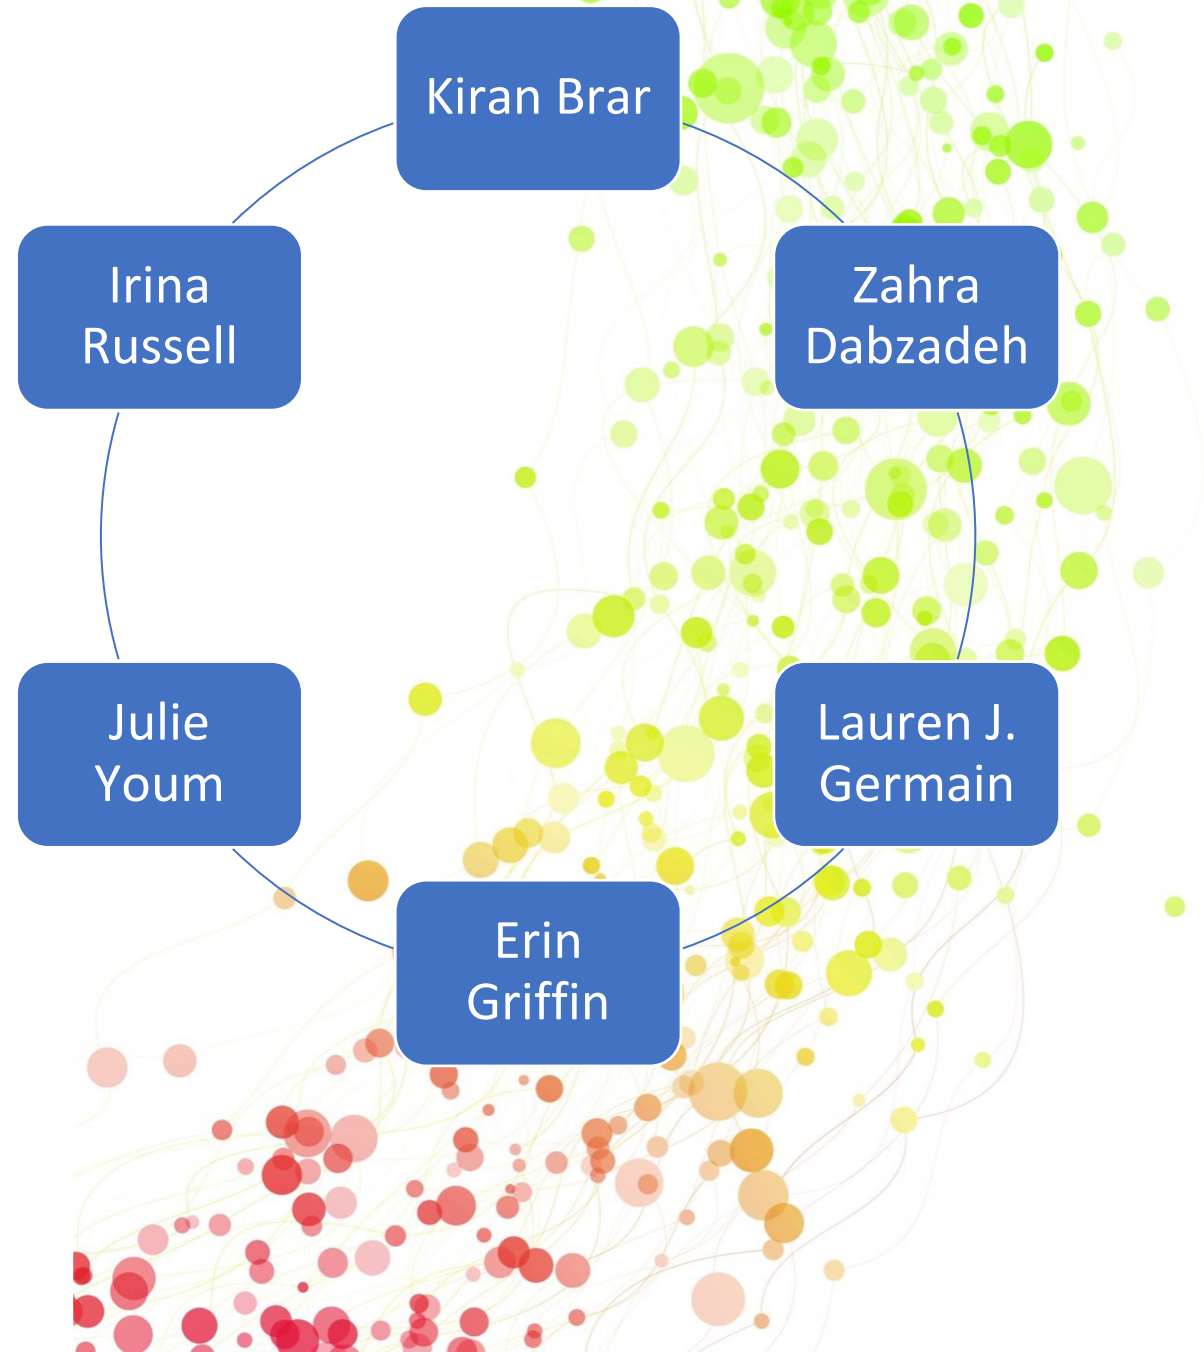 Kiran Brar
Zahra
Dabzadeh
Lauren J.
Germain
Erin
Griffin
Julie
Youm
Irina
Russell